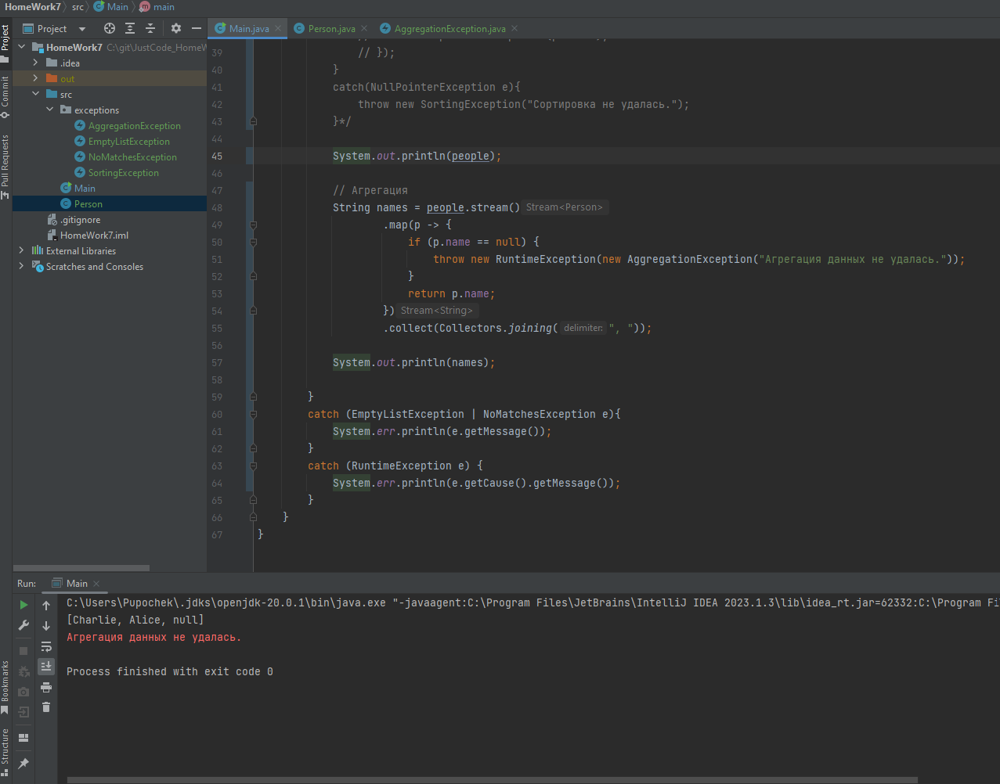 HomeWork7 〉 src 〉 Main 〉 main
Project
Main.java
Person.java
AggregationException.java
Project
Commit
Pull Requests
Bookmarks
Structure
HomeWork7 C:\git\JustCode_HomeW
.idea
out
src
exceptions
AggregationException
EmptyListException
NoMatchesException
SortingException
Main
Person
.gitignore
HomeWork7.iml
External Libraries
Scratches and Consoles
39 // });
40 }
41 catch(NullPointerException e){
42 throw new SortingException("Сортировка не удалась.");
43 }*/
44
45 System.out.println(people);
46
47 // Агрегация
48 String names = people.stream() Stream<Person>
49 .map(p -> {
50 if (p.name == null) {
51 throw new RuntimeException(new AggregationException("Агрегация данных не удалась."));
52 }
53 return p.name;
54 }) Stream<String>
55 .collect(Collectors.joining( delimiter: ", "));
56
57 System.out.println(names);
58
59 }
60 catch (EmptyListException | NoMatchesException e){
61 System.err.println(e.getMessage());
62 }
63 catch (RuntimeException e) {
64 System.err.println(e.getCause().getMessage());
65 }
66 }
67 }
Run: Main
C:\Users\Pupochek\.jdks\openjdk-20.0.1\bin\java.exe "-javaagent:C:\Program Files\JetBrains\IntelliJ IDEA 2023.1.3\lib\idea_rt.jar=62332:C:\Program Fi
[Charlie, Alice, null]
Агрегация данных не удалась.
Process finished with exit code 0